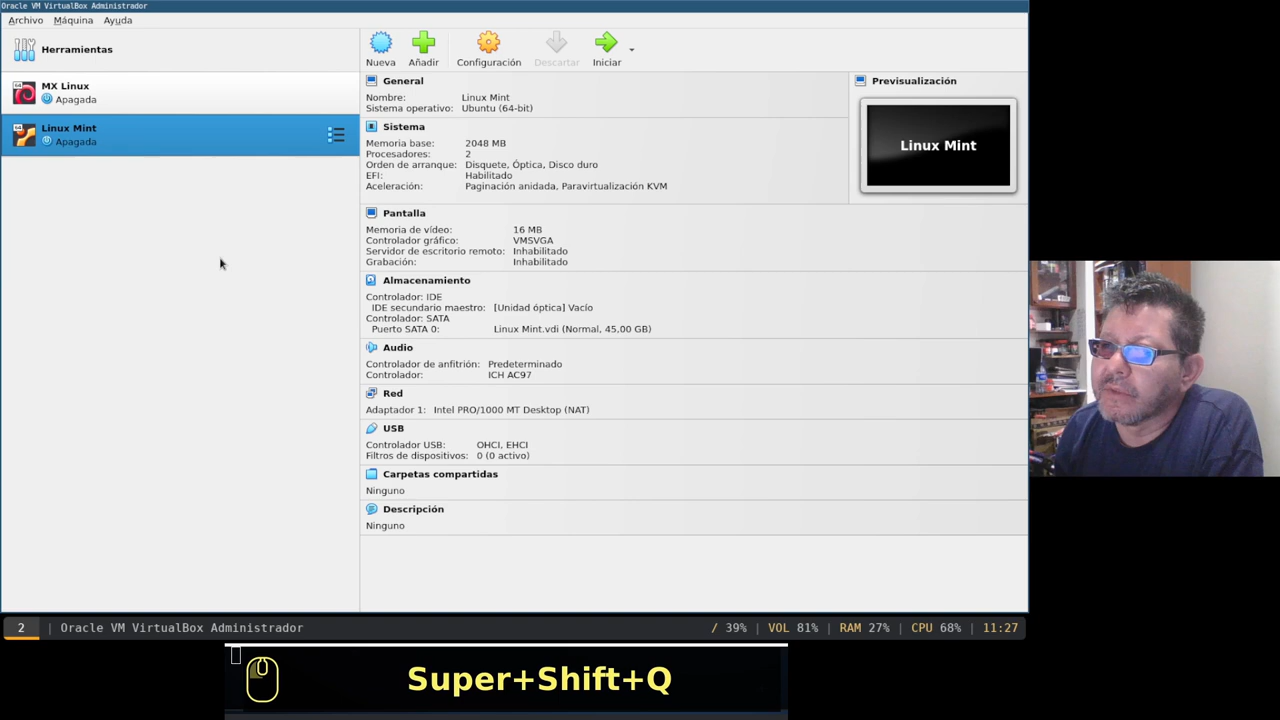 Oracle VM VirtualBox Administrador
Archivo Máquina Ayuda
Herramientas
Nueva Añadir Configuración Descartar Iniciar
MX Linux
Apagada
Linux Mint
Apagada
General
Nombre: Linux Mint
Sistema operativo: Ubuntu (64-bit)
Previsualización
Linux Mint
Sistema
Memoria base: 2048 MB
Procesadores: 2
Orden de arranque: Disquete, Óptica, Disco duro
EFI: Habilitado
Aceleración: Paginación anidada, Paravirtualización KVM
Pantalla
Memoria de vídeo: 16 MB
Controlador gráfico: VMSVGA
Servidor de escritorio remoto: Inhabilitado
Grabación: Inhabilitado
Almacenamiento
Controlador: IDE
IDE secundario maestro: [Unidad óptica] Vacío
Controlador: SATA
Puerto SATA 0: Linux Mint.vdi (Normal, 45,00 GB)
Audio
Controlador de anfitrión: Predeterminado
Controlador: ICH AC97
Red
Adaptador 1: Intel PRO/1000 MT Desktop (NAT)
USB
Controlador USB: OHCI, EHCI
Filtros de dispositivos: 0 (0 activo)
Carpetas compartidas
Ninguno
Descripción
Ninguno
2 | Oracle VM VirtualBox Administrador / 39% | VOL 81% | RAM 27% | CPU 68% | 11:27
Super+Shift+Q